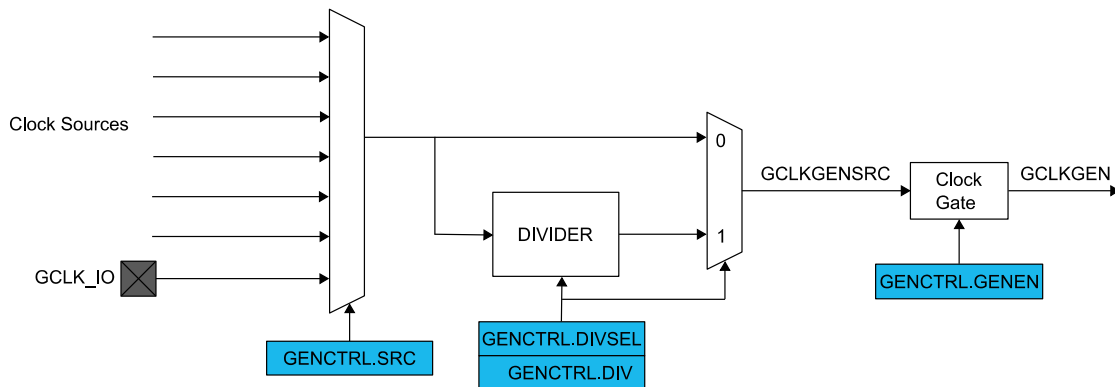 Clock Sources
GCLK_IO
GENCTRL.SRC
DIVIDER
0
1
GENCTRL.DIVSEL
GENCTRL.DIV
GCLKGENSRC
Clock
Gate
GCLKGEN
GENCTRL.GENEN